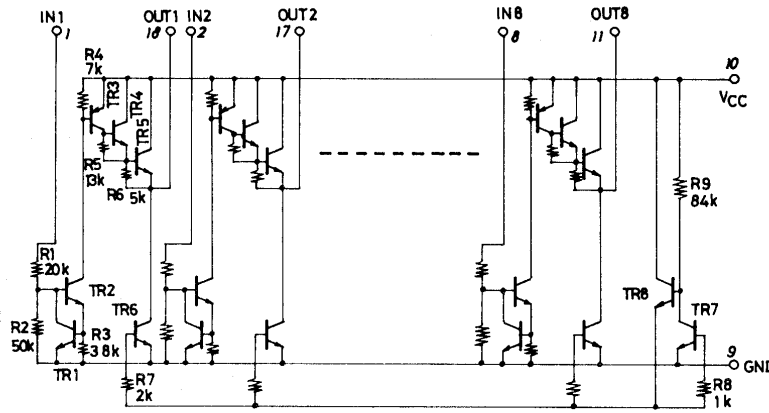 IN1 OUT1 IN2 OUT2 IN8 OUT8
1 18 2 17 8 11
R4
7k
TR3
TR4
TR5
10
VCC
R5
13k
R6 5k
R9
84k
R1
20k
TR2
TR8
TR7
R2
50k
R3
3 8k
TR6
TR1
R7
2k
9
GND
R8
1k